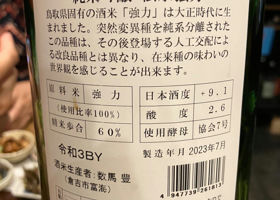 鳥取県固有の酒米「強力」は大正時代に生
まれました。突然変異種を純系分離された
この品種は、その後登場する人工交配によ
る改良品種とは異なり、在来種の味わいの
世界観を感じることが出来ます。
原料米 強力
(使用比率100%)
精米歩合 60%
日本酒度 +9.1
酸度 2.6
使用酵母 協会7号
令和3BY
製造年月 2023年7月
酒米生産者:数馬 豊
(倉吉市富海)
4 947739 261813